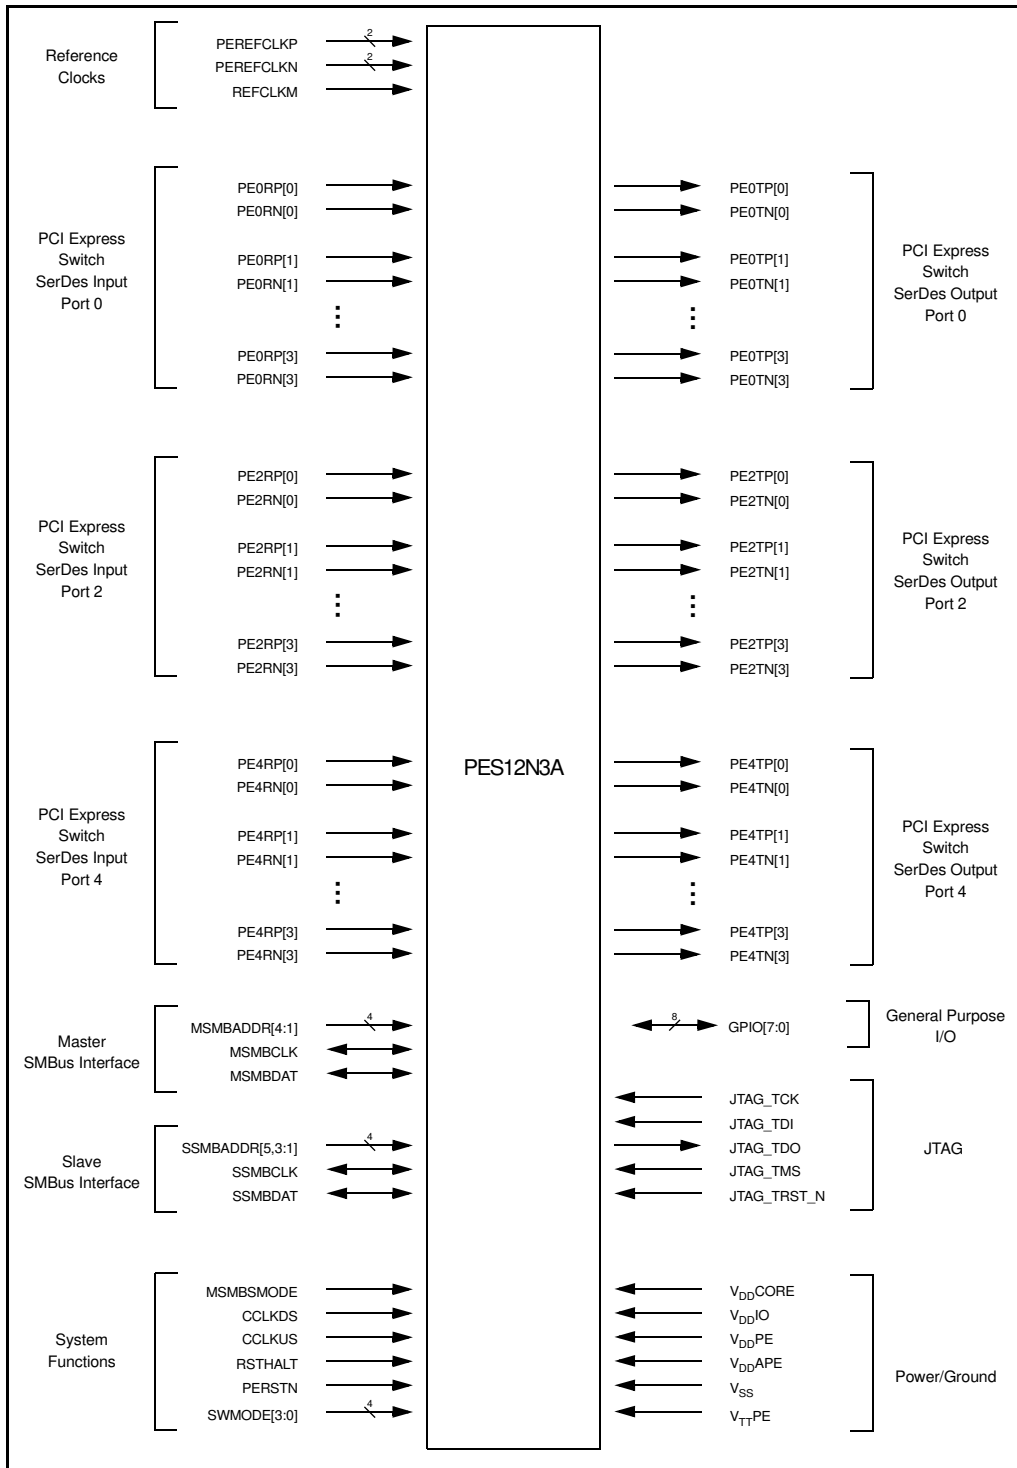 Reference
Clocks
PEREFCLKP
2
PEREFCLKN
2
REFCLKM
PCI Express
Switch
SerDes Input
Port 0
PE0RP[0]
PE0RN[0]
PE0RP[1]
PE0RN[1]
PE0RP[3]
PE0RN[3]
PE0TP[0]
PE0TN[0]
PE0TP[1]
PE0TN[1]
PE0TP[3]
PE0TN[3]
PCI Express
Switch
SerDes Output
Port 0
PCI Express
Switch
SerDes Input
Port 2
PE2RP[0]
PE2RN[0]
PE2RP[1]
PE2RN[1]
PE2RP[3]
PE2RN[3]
PE2TP[0]
PE2TN[0]
PE2TP[1]
PE2TN[1]
PE2TP[3]
PE2TN[3]
PCI Express
Switch
SerDes Output
Port 2
PES12N3A
PCI Express
Switch
SerDes Input
Port 4
PE4RP[0]
PE4RN[0]
PE4RP[1]
PE4RN[1]
PE4RP[3]
PE4RN[3]
PE4TP[0]
PE4TN[0]
PE4TP[1]
PE4TN[1]
PE4TP[3]
PE4TN[3]
PCI Express
Switch
SerDes Output
Port 4
Master
SMBus Interface
MSMBADDR[4:1]
4
MSMBCLK
MSMBDAT
8
GPIO[7:0]
General Purpose
I/O
Slave
SMBus Interface
SSMBADDR[5,3:1]
4
SSMBCLK
SSMBDAT
JTAG_TCK
JTAG_TDI
JTAG_TDO
JTAG_TMS
JTAG_TRST_N
JTAG
System
Functions
MSMBSMODE
CCLKDS
CCLKUS
RSTHALT
PERSTN
SWMODE[3:0]
4
VDDCORE
VDDIO
VDDPE
VDDAPE
VSS
VTTPE
Power/Ground